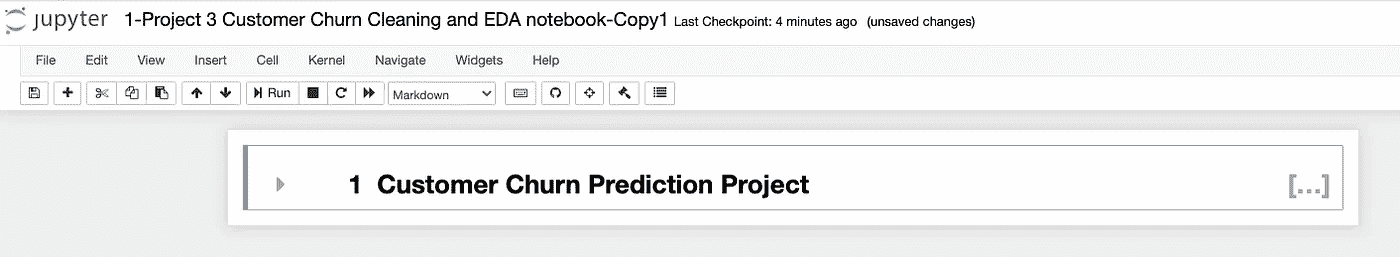 jupyter 1-Project 3 Customer Churn Cleaning and EDA notebook-Copy1 Last Checkpoint: 4 minutes ago (unsaved changes)
File Edit View Insert Cell Kernel Navigate Widgets Help
Run Markdown
1 Customer Churn Prediction Project [...]